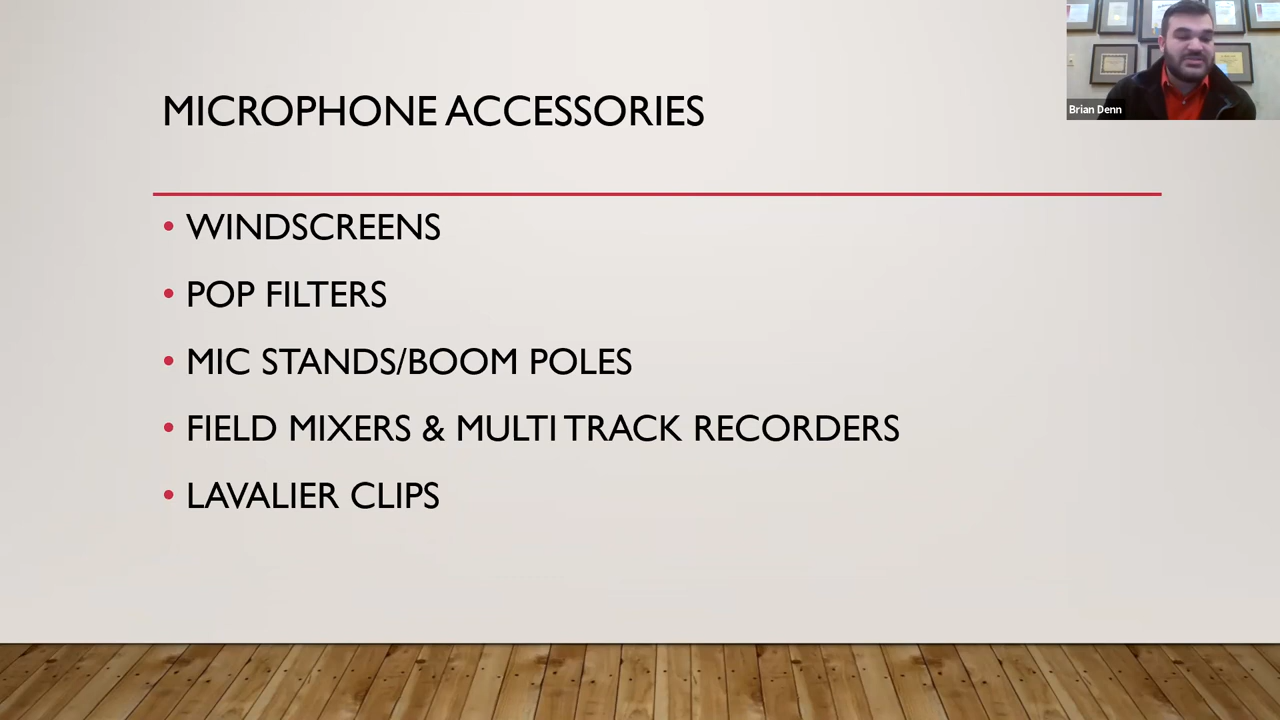 MICROPHONE ACCESSORIES
Brian Denn
• WINDSCREENS
• POP FILTERS
• MIC STANDS/BOOM POLES
• FIELD MIXERS & MULTI TRACK RECORDERS
• LAVALIER CLIPS